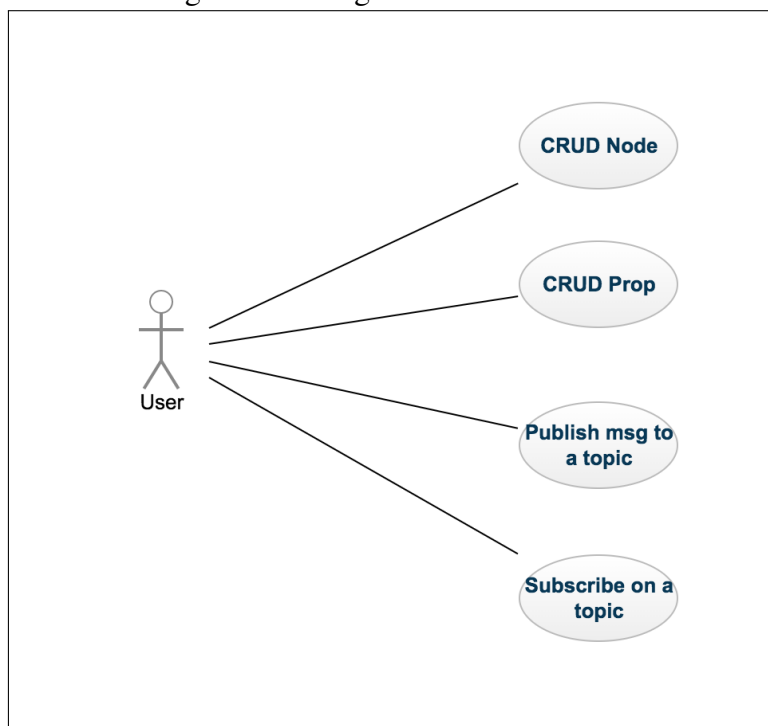 CRUD Node
CRUD Prop
User
Publish msg to
a topic
Subscribe on a
topic